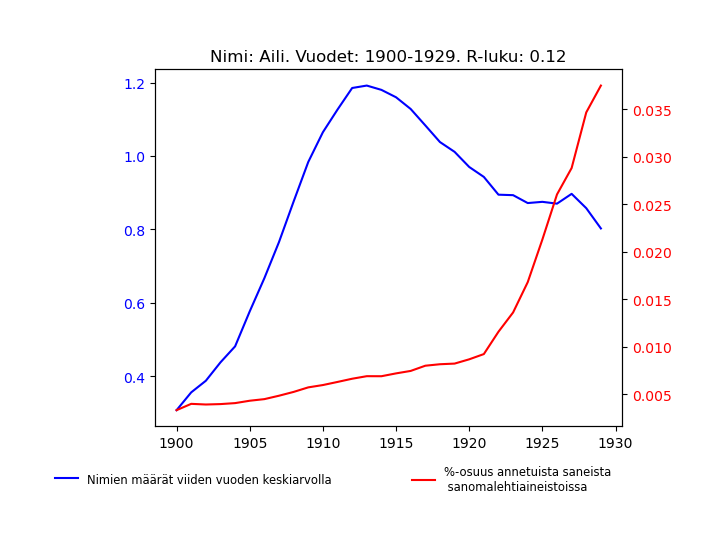 Nimi: Aili. Vuodet: 1900-1929. R-luku: 0.12
1.2
1.0
0.8
0.6
0.4
0.035
0.030
0.025
0.020
0.015
0.010
0.005
1900 1905 1910 1915 1920 1925 1930
Nimien määrät viiden vuoden keskiarvolla
%-osuus annetuista saneista
sanomalehtiaineistoissa